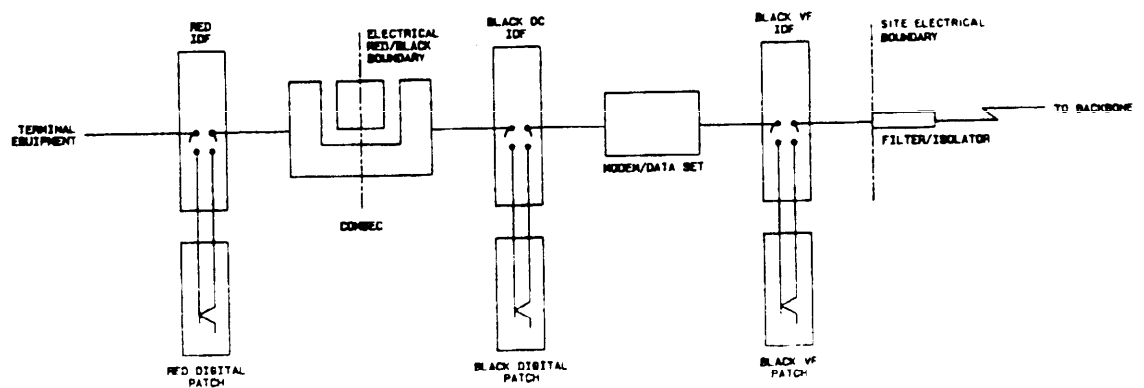 RED
IDF
ELECTRICAL
RED/BLACK
BOUNDARY
BLACK DC
IDF
BLACK VF
IDF
SITE ELECTRICAL
BOUNDARY
TERMINAL
EQUIPMENT
TO BACKBONE
FILTER/ISOLATOR
MODEM/DATA SET
COMSEC
RED DIGITAL
PATCH
BLACK DIGITAL
PATCH
BLACK VF
PATCH